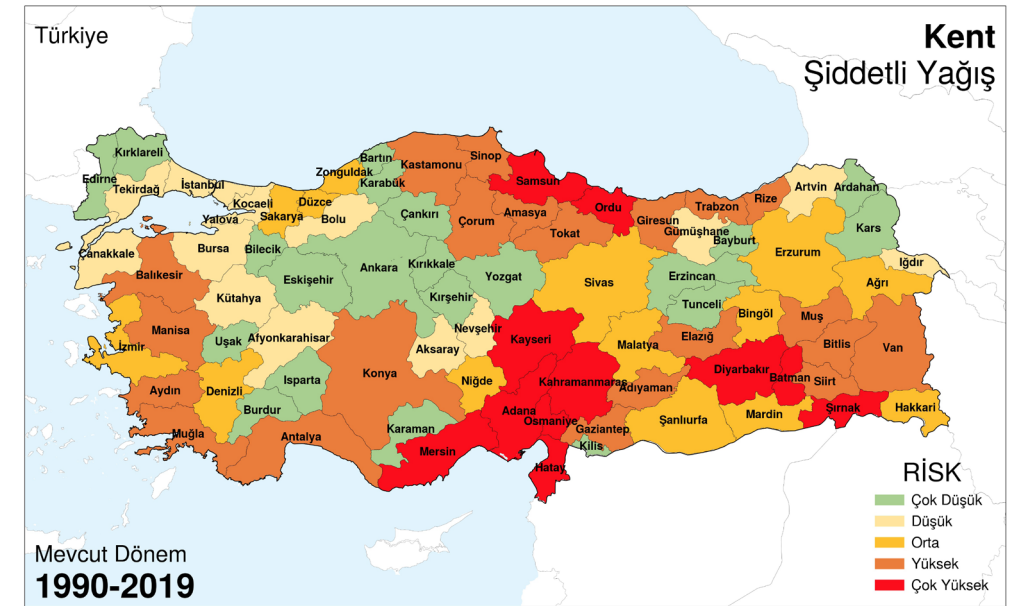 Türkiye
Kent
Şiddetli Yağış
Kırklareli
Edirne
Tekirdağ
İstanbul
Kocaeli
Yalova
Sakarya
Düzce
Zonguldak
Bartın
Karabük
Bolu
Kastamonu
Sinop
Samsun
Ordu
Giresun
Trabzon
Rize
Artvin
Ardahan
Kars
Gümüşhane
Bayburt
Çankırı
Çorum
Amasya
Tokat
Çanakkale
Bursa
Bilecik
Balıkesir
Eskişehir
Ankara
Kırıkkale
Yozgat
Sivas
Erzincan
Erzurum
Iğdır
Ağrı
Kütahya
Kırşehir
Tunceli
Bingöl
Muş
Manisa
İzmir
Uşak
Afyonkarahisar
Aksaray
Nevşehir
Kayseri
Malatya
Elazığ
Bitlis
Van
Aydın
Denizli
Isparta
Burdur
Konya
Niğde
Kahramanmaraş
Adıyaman
Diyarbakır
Batman
Siirt
Şırnak
Hakkari
Muğla
Antalya
Karaman
Mersin
Adana
Osmaniye
Gaziantep
Kilis
Hatay
Şanlıurfa
Mardin
RİSK
Çok Düşük
Düşük
Orta
Yüksek
Çok Yüksek
Mevcut Dönem
1990-2019